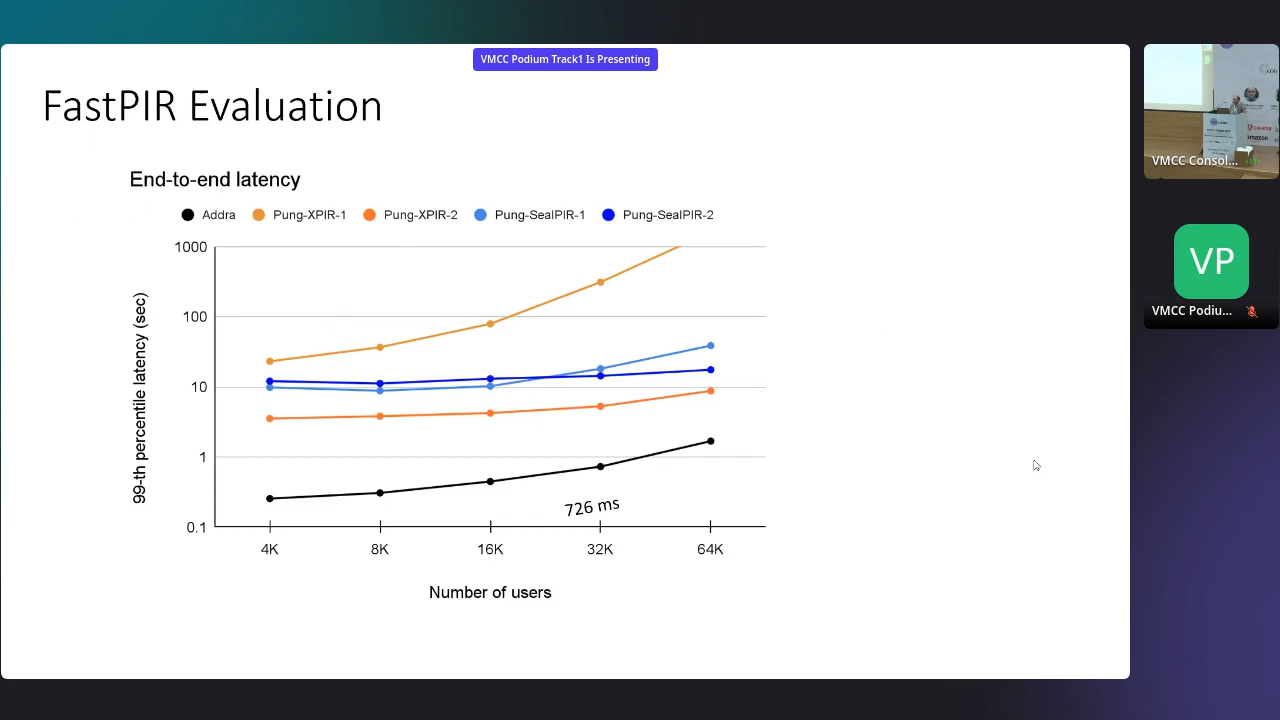 VMCC Podium Track1 Is Presenting
FastPIR Evaluation
End-to-end latency
Addra Pung-XPIR-1 Pung-XPIR-2 Pung-SealPIR-1 Pung-SealPIR-2
1000
100
10
1
0.1
99-th percentile latency (sec)
726 ms
4K 8K 16K 32K 64K
Number of users
VMCC Consol...
VP
VMCC Podiu...